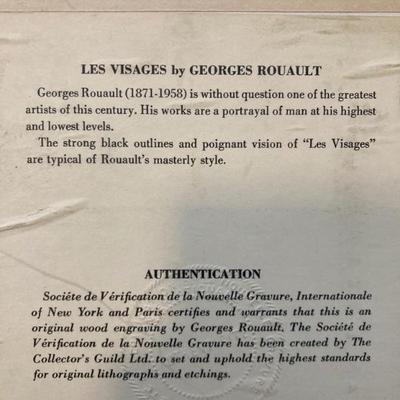 LES VISAGES by GEORGES ROUAULT
Georges Rouault (1871-1958) is without question one of the greatest
artists of this century. His works are a portrayal of man at his highest
and lowest levels.
The strong black outlines and poignant vision of “Les Visages”
are typical of Rouault’s masterly style.
AUTHENTICATION
Sociéte de Vérification de la Nouvelle Gravure, Internationale
of New York and Paris certifies and warrants that this is an
original wood engraving by Georges Rouault. The Société de
Vérification de la Nouvelle Gravure has been created by The
Collector’s Guild Ltd. to set and uphold the highest standards
for original lithographs and etchings.